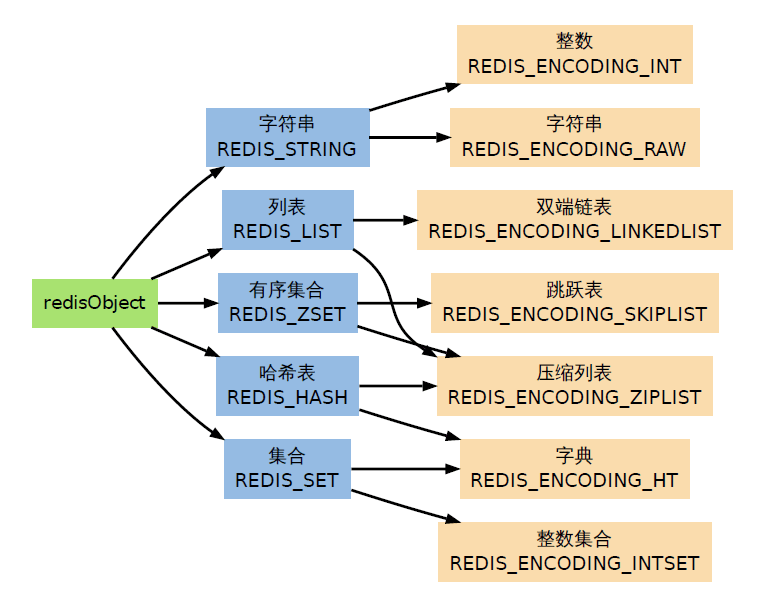 redisObject
字符串
REDIS_STRING
列表
REDIS_LIST
有序集合
REDIS_ZSET
哈希表
REDIS_HASH
集合
REDIS_SET
整数
REDIS_ENCODING_INT
字符串
REDIS_ENCODING_RAW
双端链表
REDIS_ENCODING_LINKEDLIST
跳跃表
REDIS_ENCODING_SKIPLIST
压缩列表
REDIS_ENCODING_ZIPLIST
字典
REDIS_ENCODING_HT
整数集合
REDIS_ENCODING_INTSET